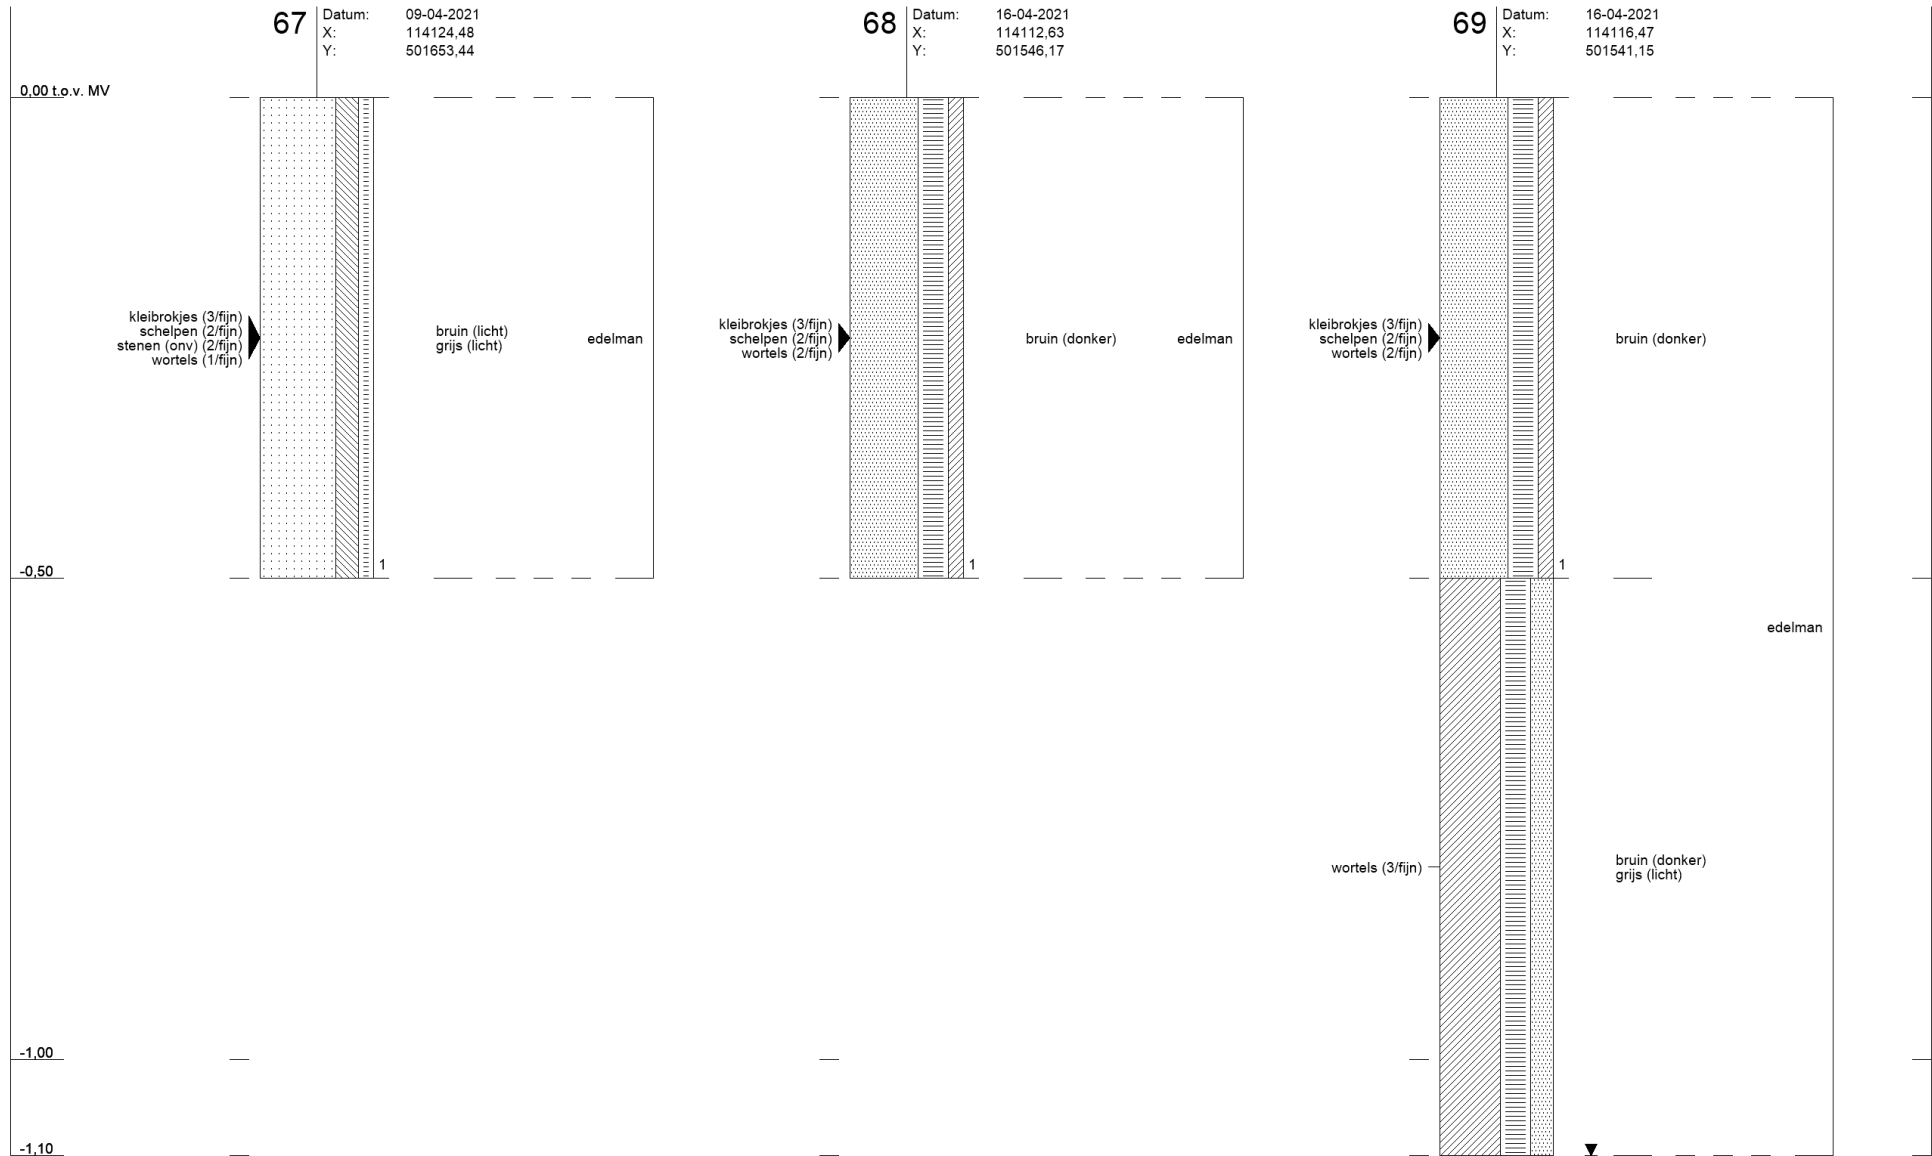 67
Datum: 09-04-2021
X: 114124,48
Y: 501653,44
68
Datum: 16-04-2021
X: 114112,63
Y: 501546,17
69
Datum: 16-04-2021
X: 114116,47
Y: 501541,15
0,00 t.o.v. MV
kleibrokjes (3/fijn)
schelpen (2/fijn)
stenen (onv) (2/fijn)
wortels (1/fijn)
bruin (licht)
grijs (licht)
edelman
1
kleibrokjes (3/fijn)
schelpen (2/fijn)
wortels (2/fijn)
bruin (donker)
edelman
1
kleibrokjes (3/fijn)
schelpen (2/fijn)
wortels (2/fijn)
bruin (donker)
1
-0,50
edelman
wortels (3/fijn)
bruin (donker)
grijs (licht)
-1,00
-1,10